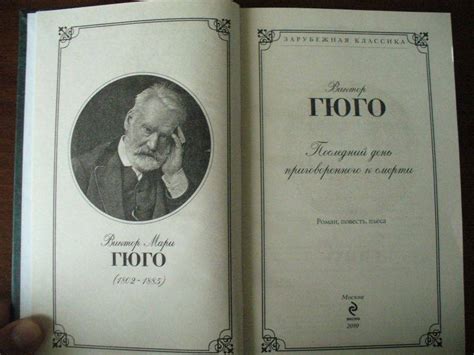 Виктор Мари
ГЮГО
(1802-1885)
ЗАРУБЕЖНАЯ КЛАССИКА
Виктор
ГЮГО
Последний день
приговоренного к смерти
Роман, повесть, пьеса
Москва
2010